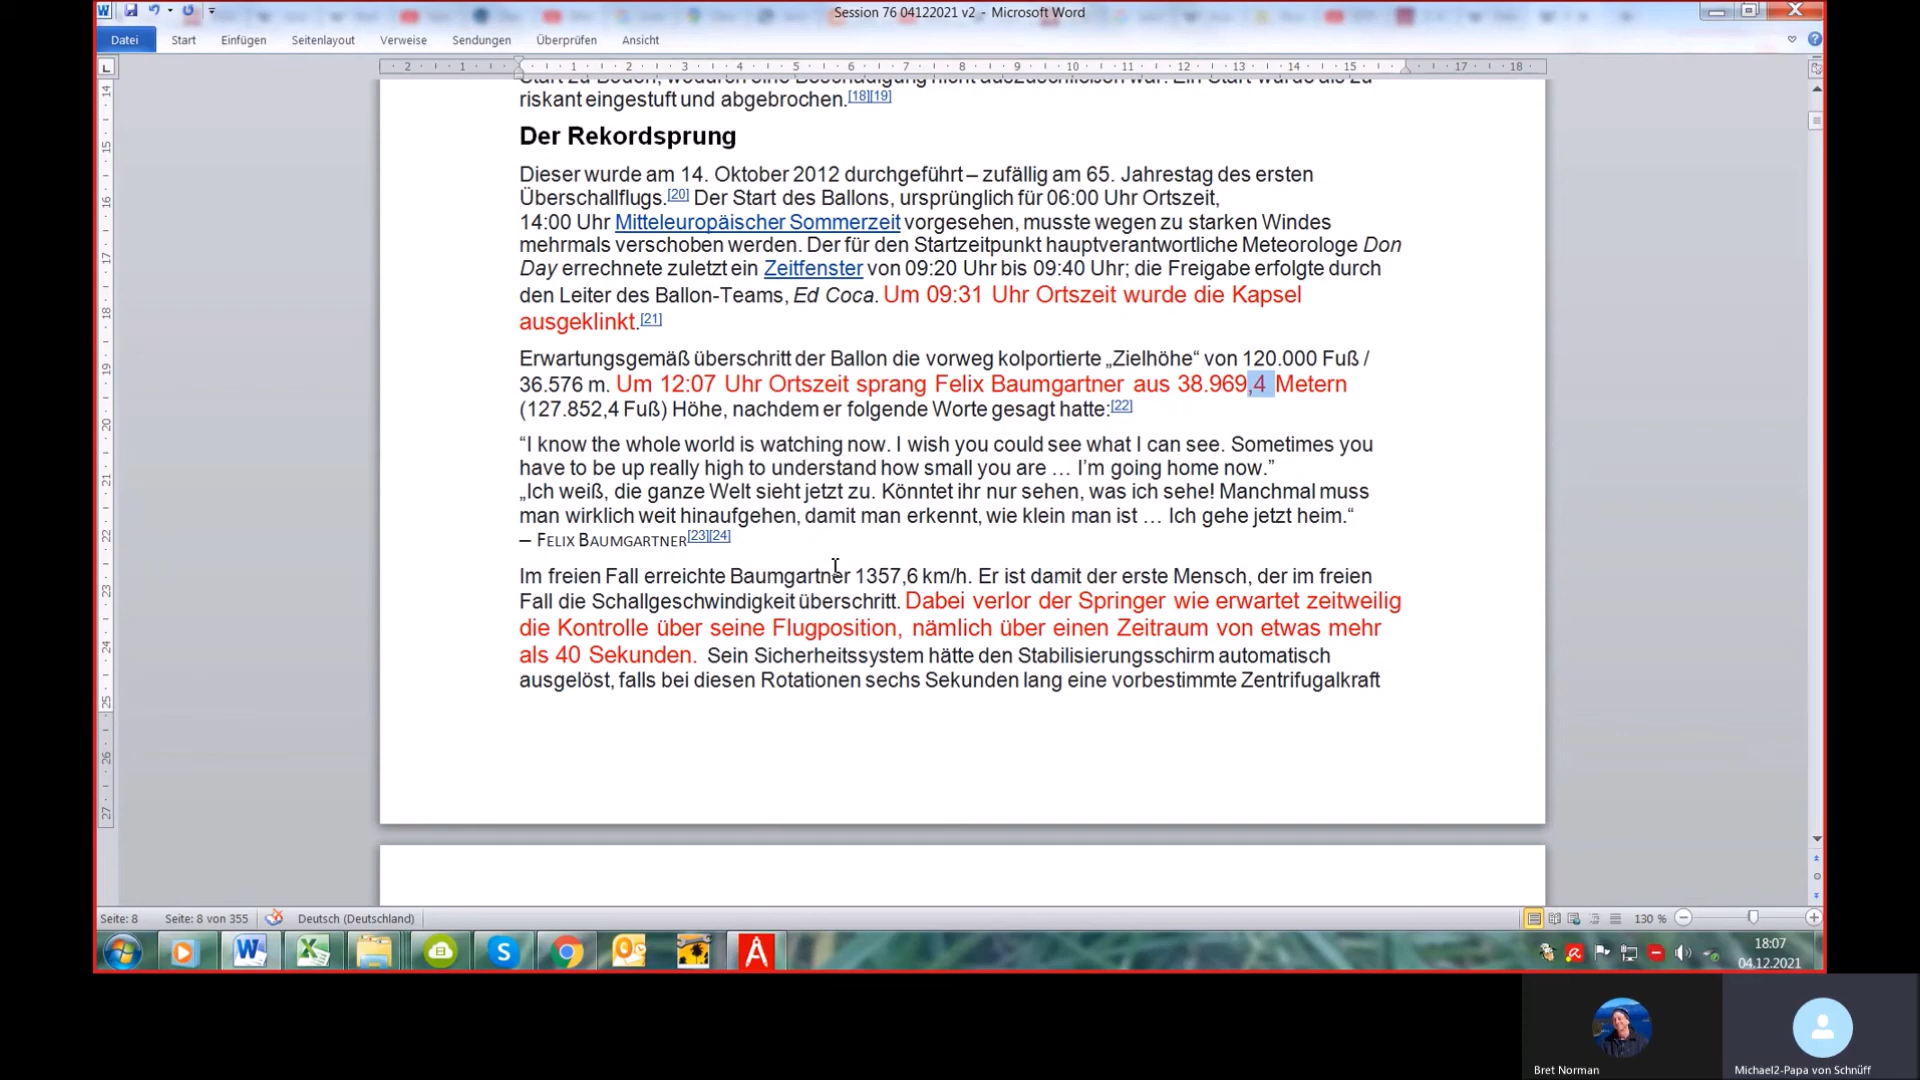 Session 76 04122021 v2 - Microsoft Word
Datei Start Einfügen Seitenlayout Verweise Sendungen Überprüfen Ansicht
riskant eingestuft und abgebrochen.[18][19]
Der Rekordsprung
Dieser wurde am 14. Oktober 2012 durchgeführt – zufällig am 65. Jahrestag des ersten
Überschallflugs.[20] Der Start des Ballons, ursprünglich für 06:00 Uhr Ortszeit,
14:00 Uhr Mitteleuropäischer Sommerzeit vorgesehen, musste wegen zu starken Windes
mehrmals verschoben werden. Der für den Startzeitpunkt hauptverantwortliche Meteorologe Don
Day errechnete zuletzt ein Zeitfenster von 09:20 Uhr bis 09:40 Uhr; die Freigabe erfolgte durch
den Leiter des Ballon-Teams, Ed Coca. Um 09:31 Uhr Ortszeit wurde die Kapsel
ausgeklinkt.[21]
Erwartungsgemäß überschritt der Ballon die vorweg kolportierte „Zielhöhe“ von 120.000 Fuß /
36.576 m. Um 12:07 Uhr Ortszeit sprang Felix Baumgartner aus 38.969,4 Metern
(127.852,4 Fuß) Höhe, nachdem er folgende Worte gesagt hatte:[22]
“I know the whole world is watching now. I wish you could see what I can see. Sometimes you
have to be up really high to understand how small you are … I’m going home now.”
„Ich weiß, die ganze Welt sieht jetzt zu. Könntet ihr nur sehen, was ich sehe! Manchmal muss
man wirklich weit hinaufgehen, damit man erkennt, wie klein man ist … Ich gehe jetzt heim.“
– FELIX BAUMGARTNER[23][24]
Im freien Fall erreichte Baumgartner 1357,6 km/h. Er ist damit der erste Mensch, der im freien
Fall die Schallgeschwindigkeit überschritt. Dabei verlor der Springer wie erwartet zeitweilig
die Kontrolle über seine Flugposition, nämlich über einen Zeitraum von etwas mehr
als 40 Sekunden. Sein Sicherheitssystem hätte den Stabilisierungsschirm automatisch
ausgelöst, falls bei diesen Rotationen sechs Sekunden lang eine vorbestimmte Zentrifugalkraft
Seite: 8 Seite: 8 von 355 Deutsch (Deutschland) 130 %
18:07
04.12.2021
Bret Norman
Michael2-Papa von Schnüff